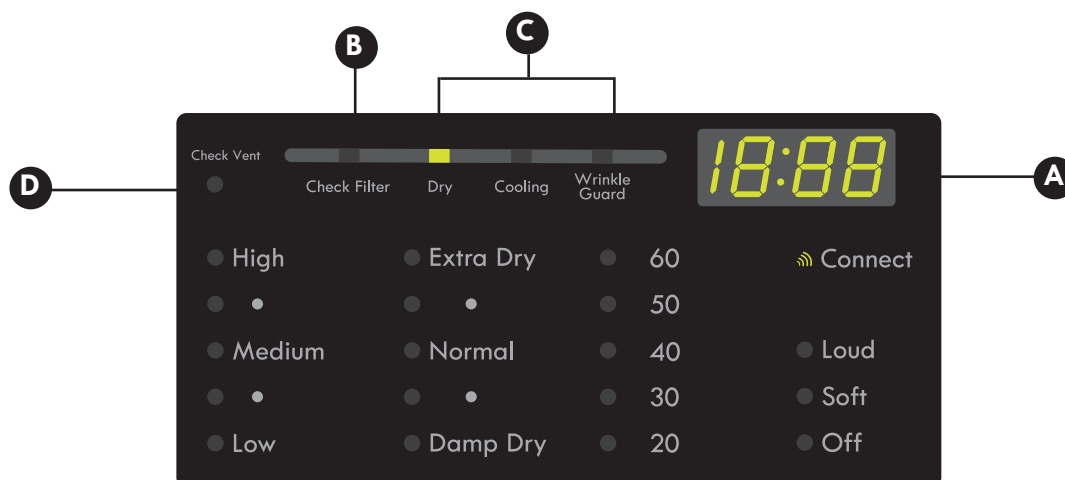 B
C
Check Vent
Check Filter Dry Cooling Wrinkle Guard
18:88
D
A
High Extra Dry 60 Connect
50
Medium Normal 40 Loud
30 Soft
Low Damp Dry 20 Off